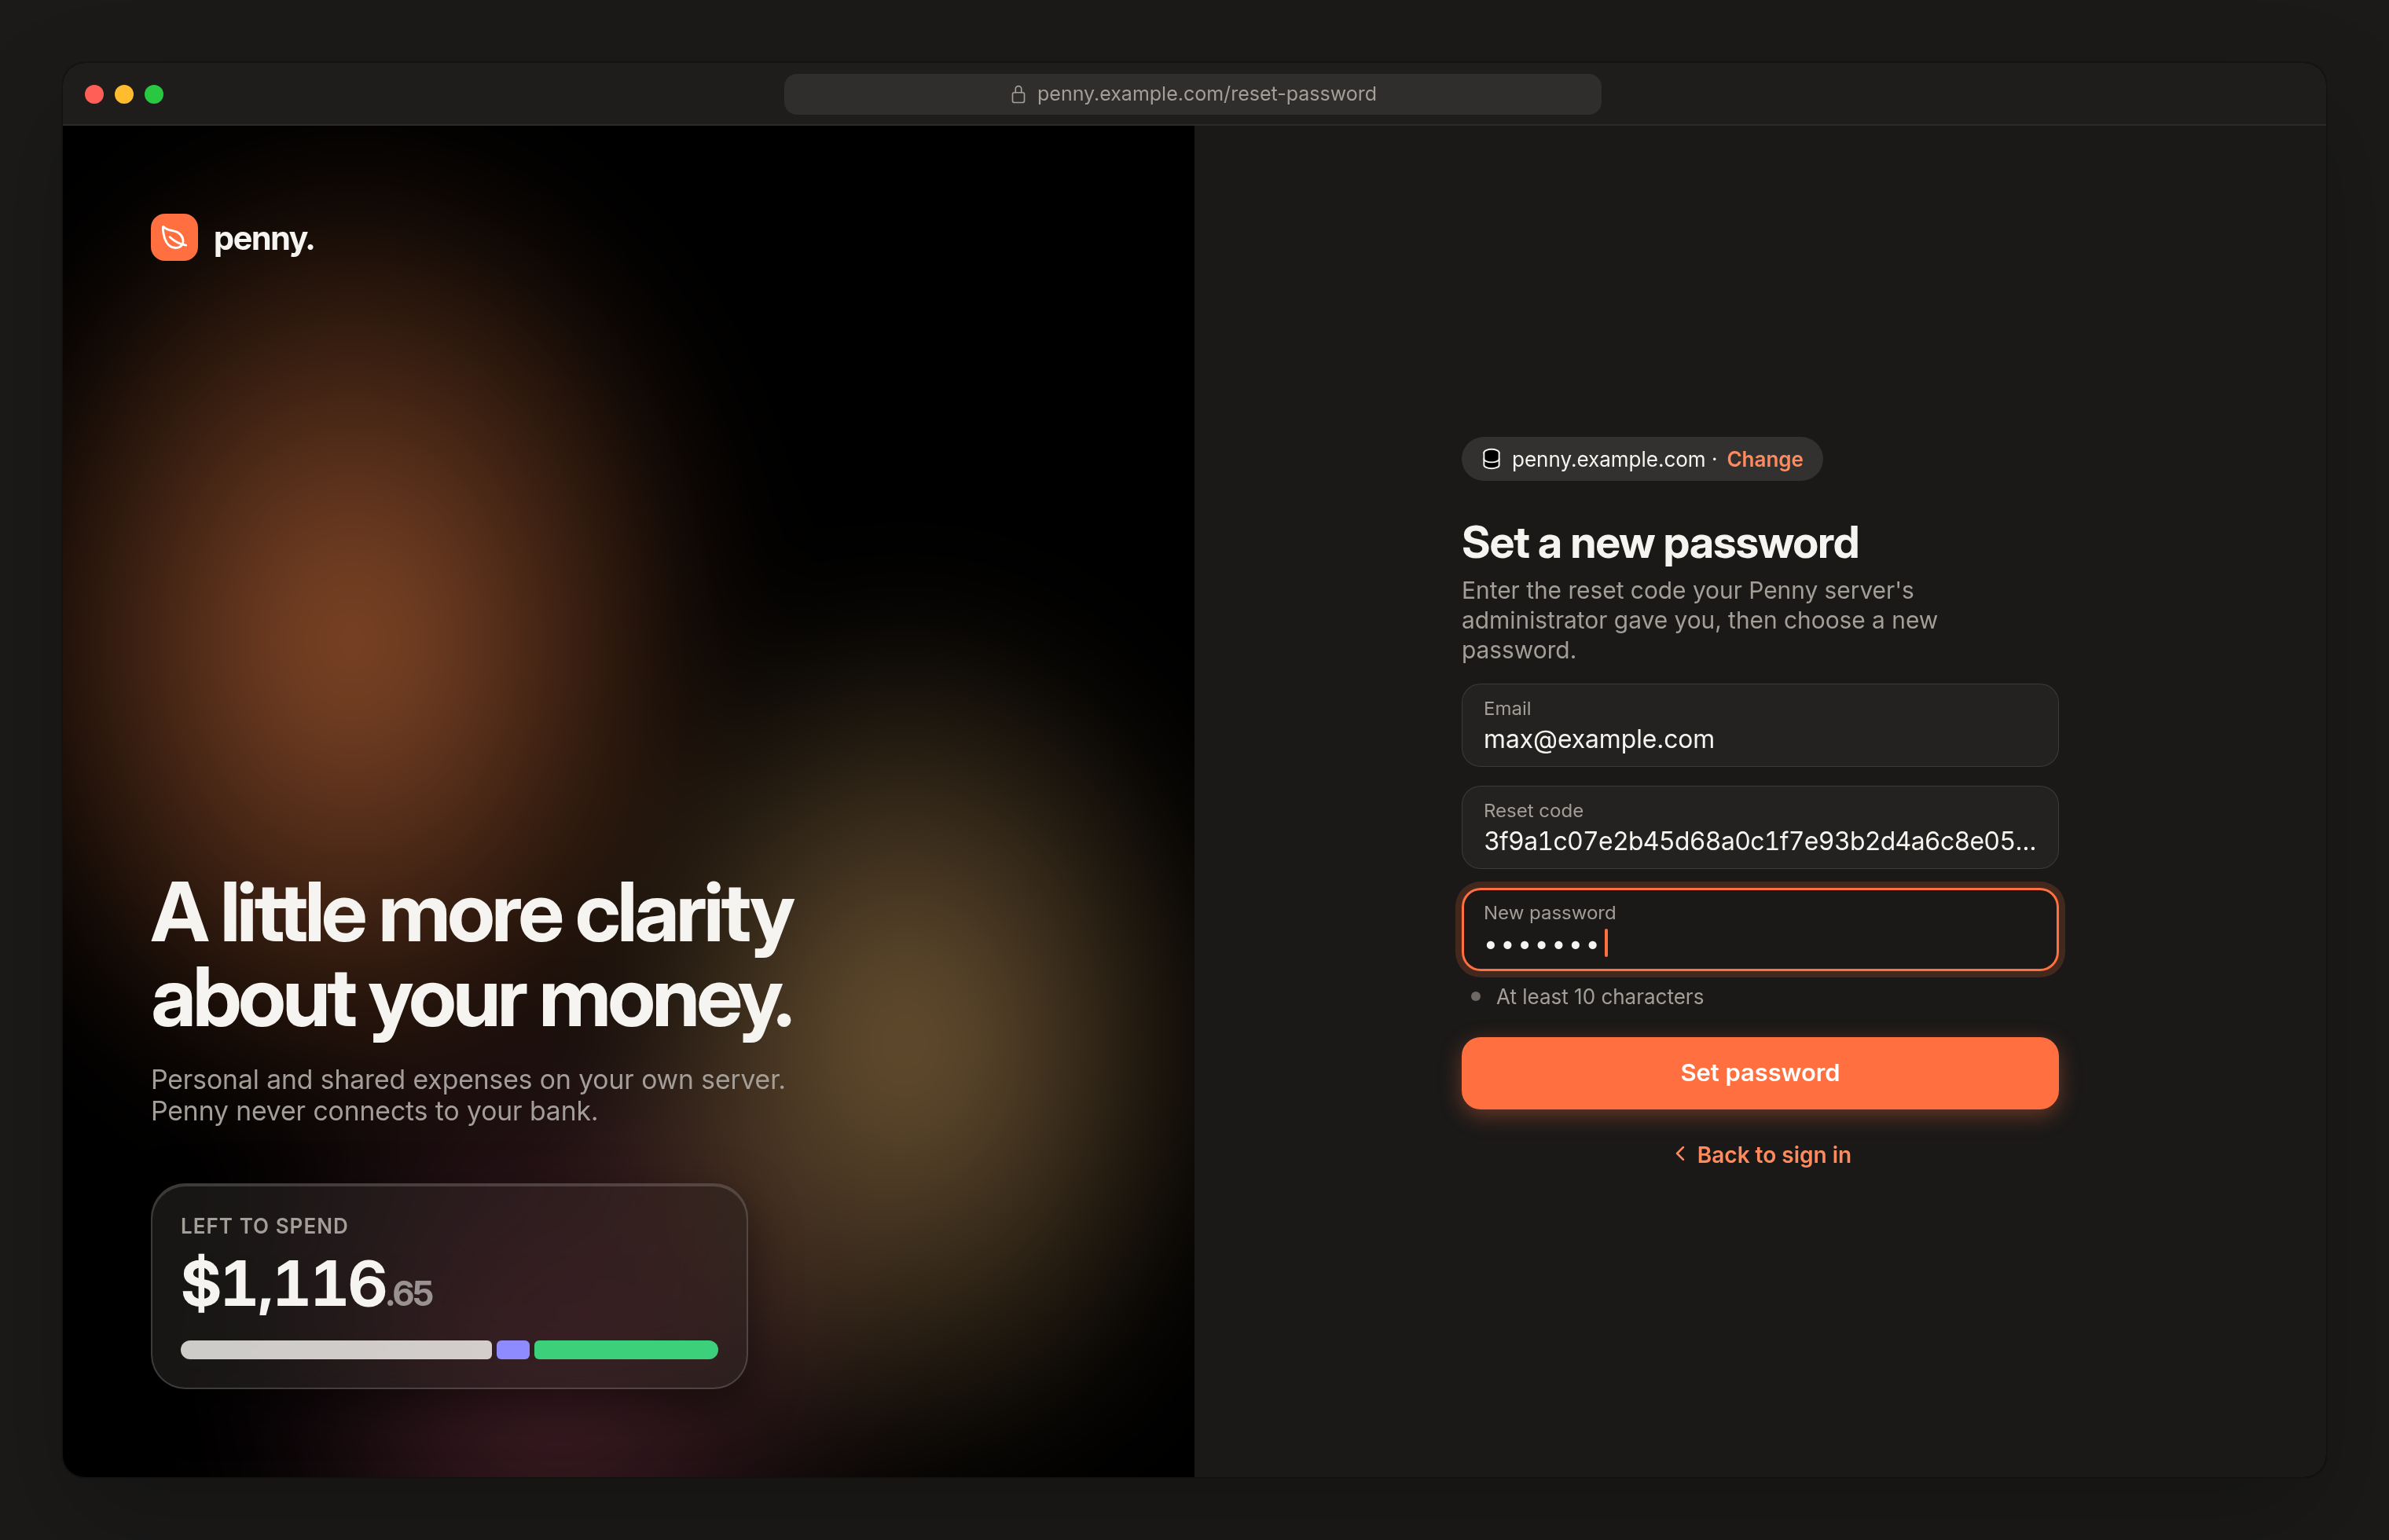 penny.example.com/reset-password
penny.
A little more clarity
about your money.
Personal and shared expenses on your own server.
Penny never connects to your bank.
LEFT TO SPEND
$1,116.65
penny.example.com · Change
Set a new password
Enter the reset code your Penny server's
administrator gave you, then choose a new
password.
Email
max@example.com
Reset code
3f9a1c07e2b45d68a0c1f7e93b2d4a6c8e05...
New password
•••••••
At least 10 characters
Set password
Back to sign in